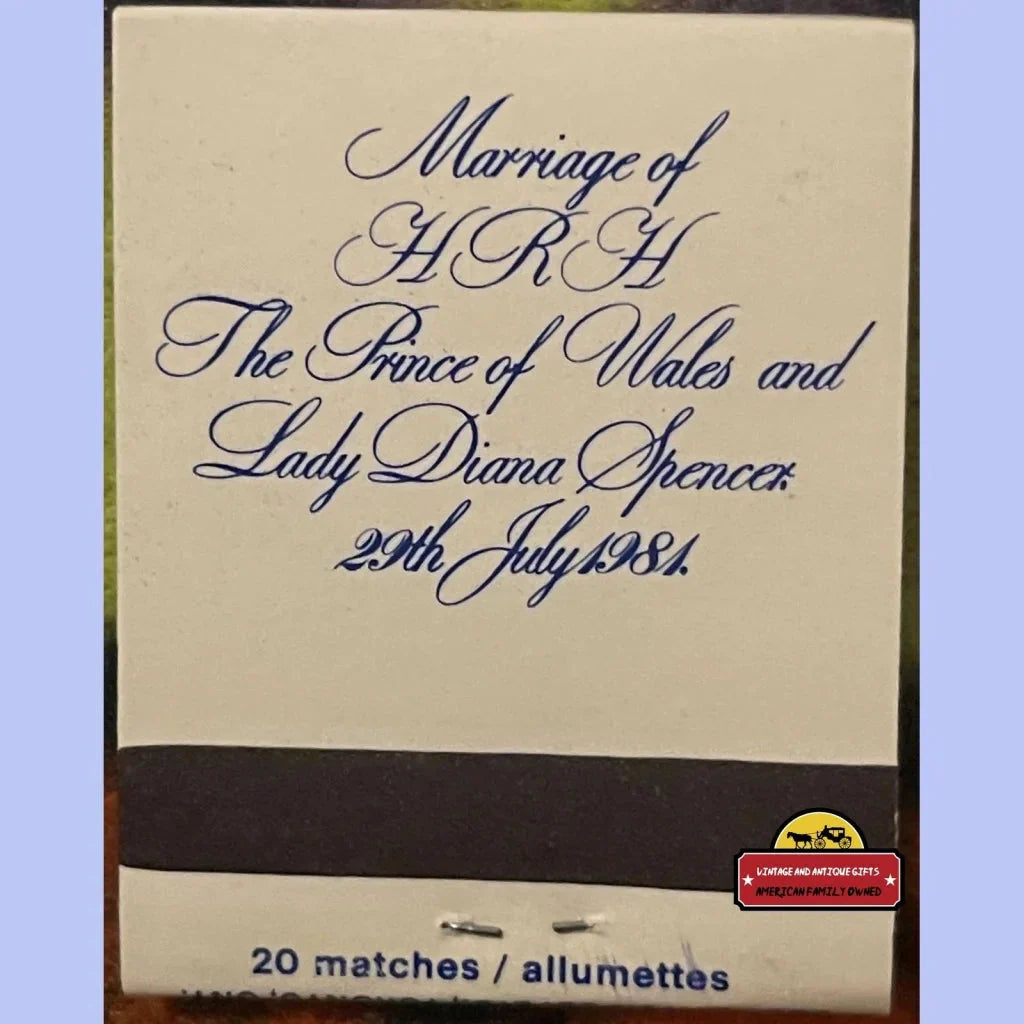 Marriage of
HRH
The Prince of Wales and
Lady Diana Spencer.
29th July 1981.
VINTAGE AND ANTIQUE GIFTS
AMERICAN FAMILY OWNED
20 matches / allumettes